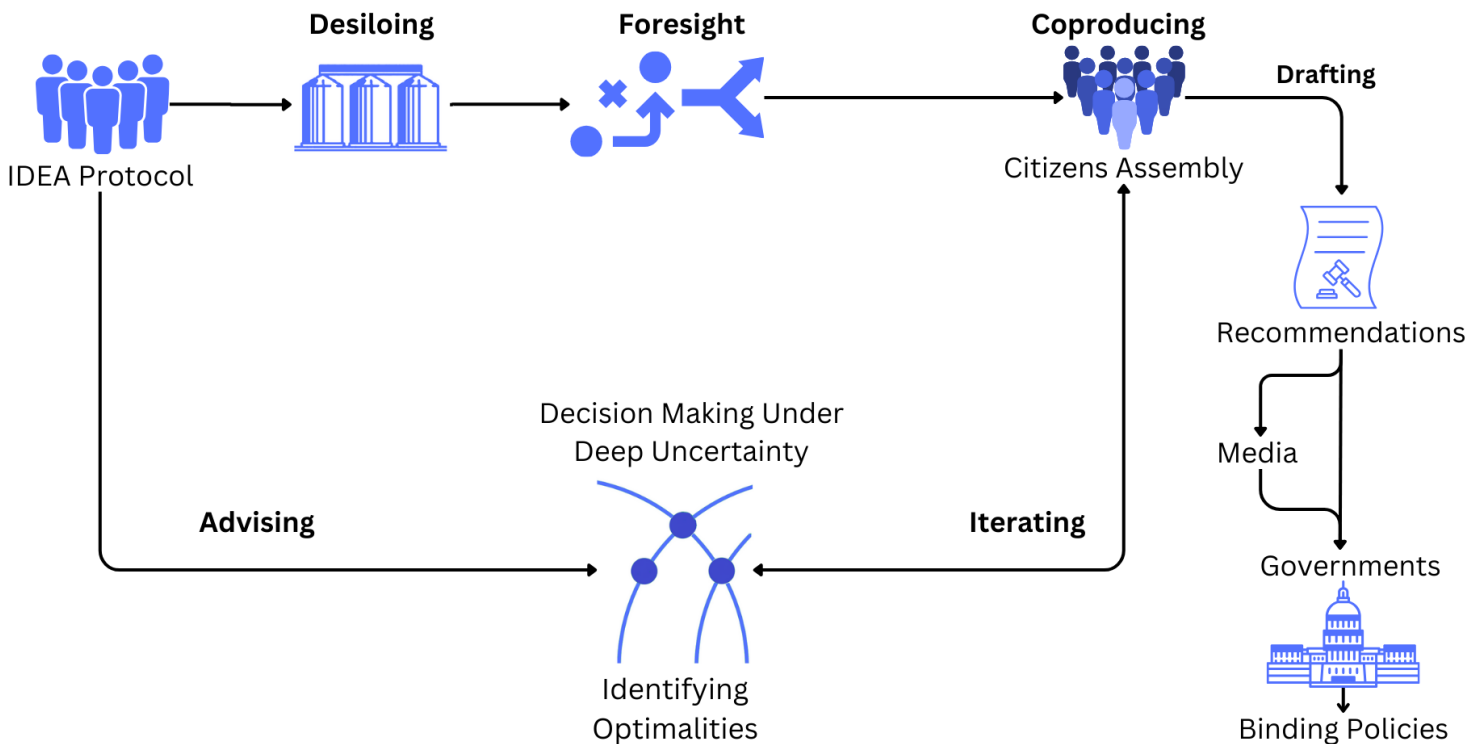 Desiloing
Foresight
Coproducing
Drafting
IDEA Protocol
Citizens Assembly
Recommendations
Decision Making Under
Deep Uncertainty
Media
Advising
Iterating
Governments
Identifying
Optimalities
Binding Policies